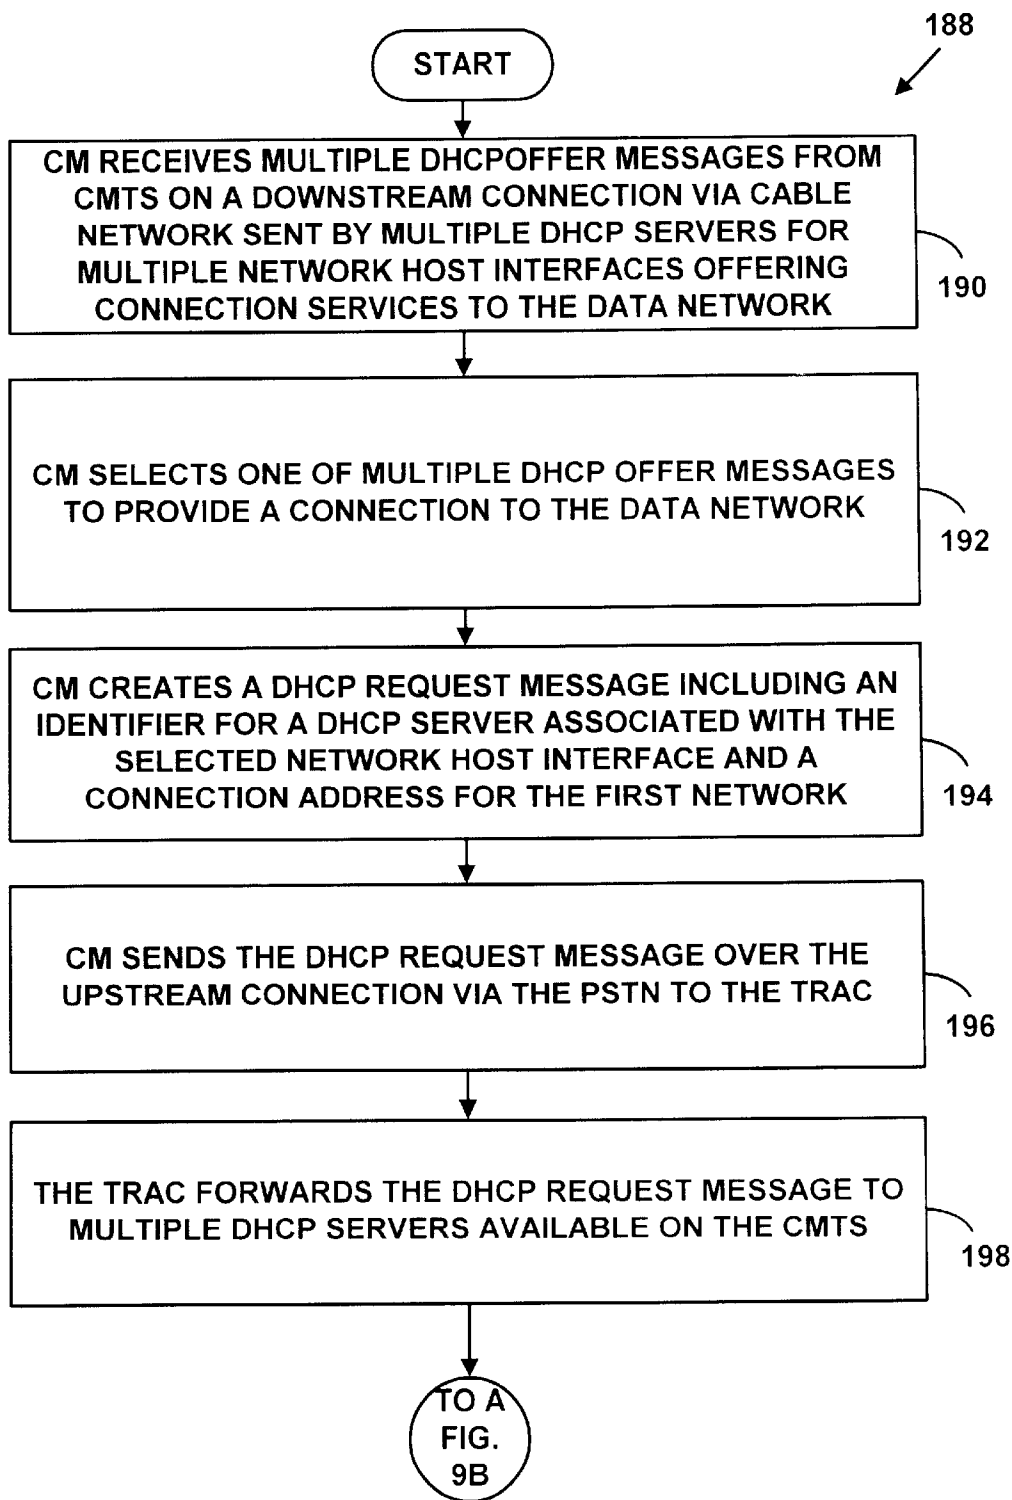 188
START
CM RECEIVES MULTIPLE DHCPOFFER MESSAGES FROM
CMTS ON A DOWNSTREAM CONNECTION VIA CABLE
NETWORK SENT BY MULTIPLE DHCP SERVERS FOR
MULTIPLE NETWORK HOST INTERFACES OFFERING
CONNECTION SERVICES TO THE DATA NETWORK
190
CM SELECTS ONE OF MULTIPLE DHCP OFFER MESSAGES
TO PROVIDE A CONNECTION TO THE DATA NETWORK
192
CM CREATES A DHCP REQUEST MESSAGE INCLUDING AN
IDENTIFIER FOR A DHCP SERVER ASSOCIATED WITH THE
SELECTED NETWORK HOST INTERFACE AND A
CONNECTION ADDRESS FOR THE FIRST NETWORK
194
CM SENDS THE DHCP REQUEST MESSAGE OVER THE
UPSTREAM CONNECTION VIA THE PSTN TO THE TRAC
196
THE TRAC FORWARDS THE DHCP REQUEST MESSAGE TO
MULTIPLE DHCP SERVERS AVAILABLE ON THE CMTS
198
TO A
FIG.
9B